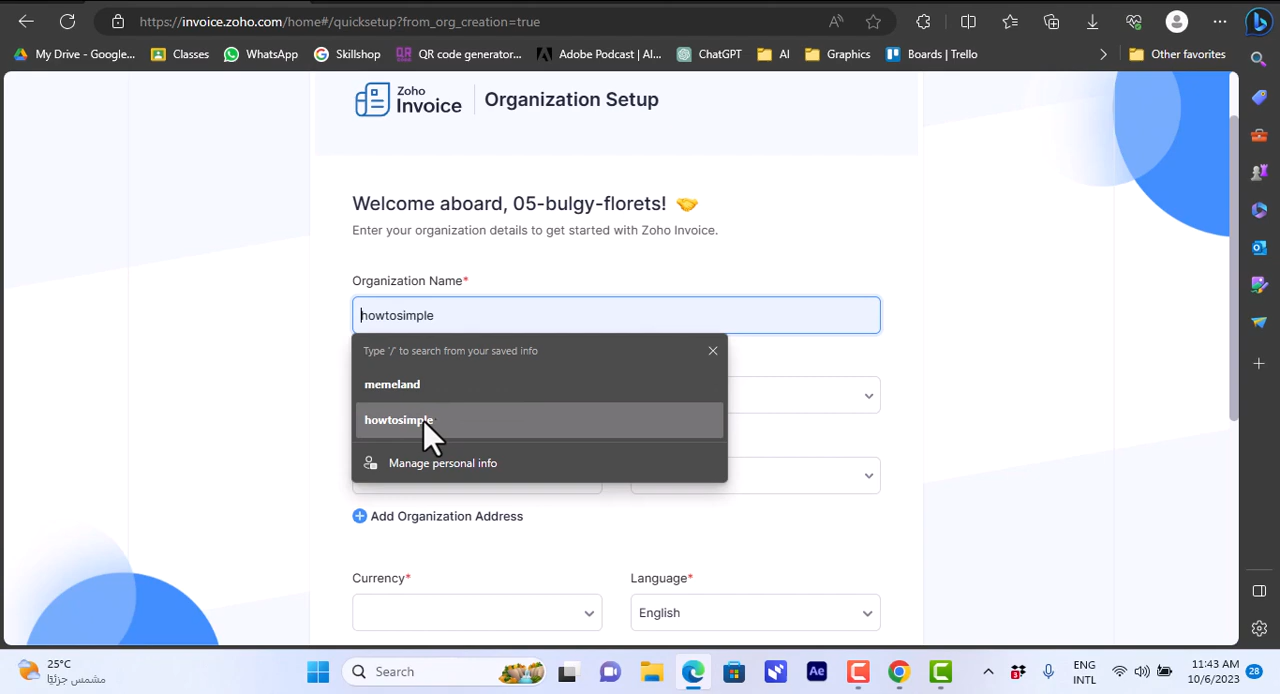 https://invoice.zoho.com/home#/quicksetup?from_org_creation=true
My Drive - Google...
Classes
WhatsApp
Skillshop
QR code generator...
Adobe Podcast | AI...
ChatGPT
AI
Graphics
Boards | Trello
Other favorites
Zoho
Invoice
Organization Setup
Welcome aboard, 05-bulgy-florets!
Enter your organization details to get started with Zoho Invoice.
Organization Name*
howtosimple
Type '/' to search from your saved info
memeland
howtosimple
Manage personal info
Add Organization Address
Currency*
Language*
English
25°C
مشمس جزئيًا
Search
Ae
3
ENG
INTL
11:43 AM
10/6/2023
28